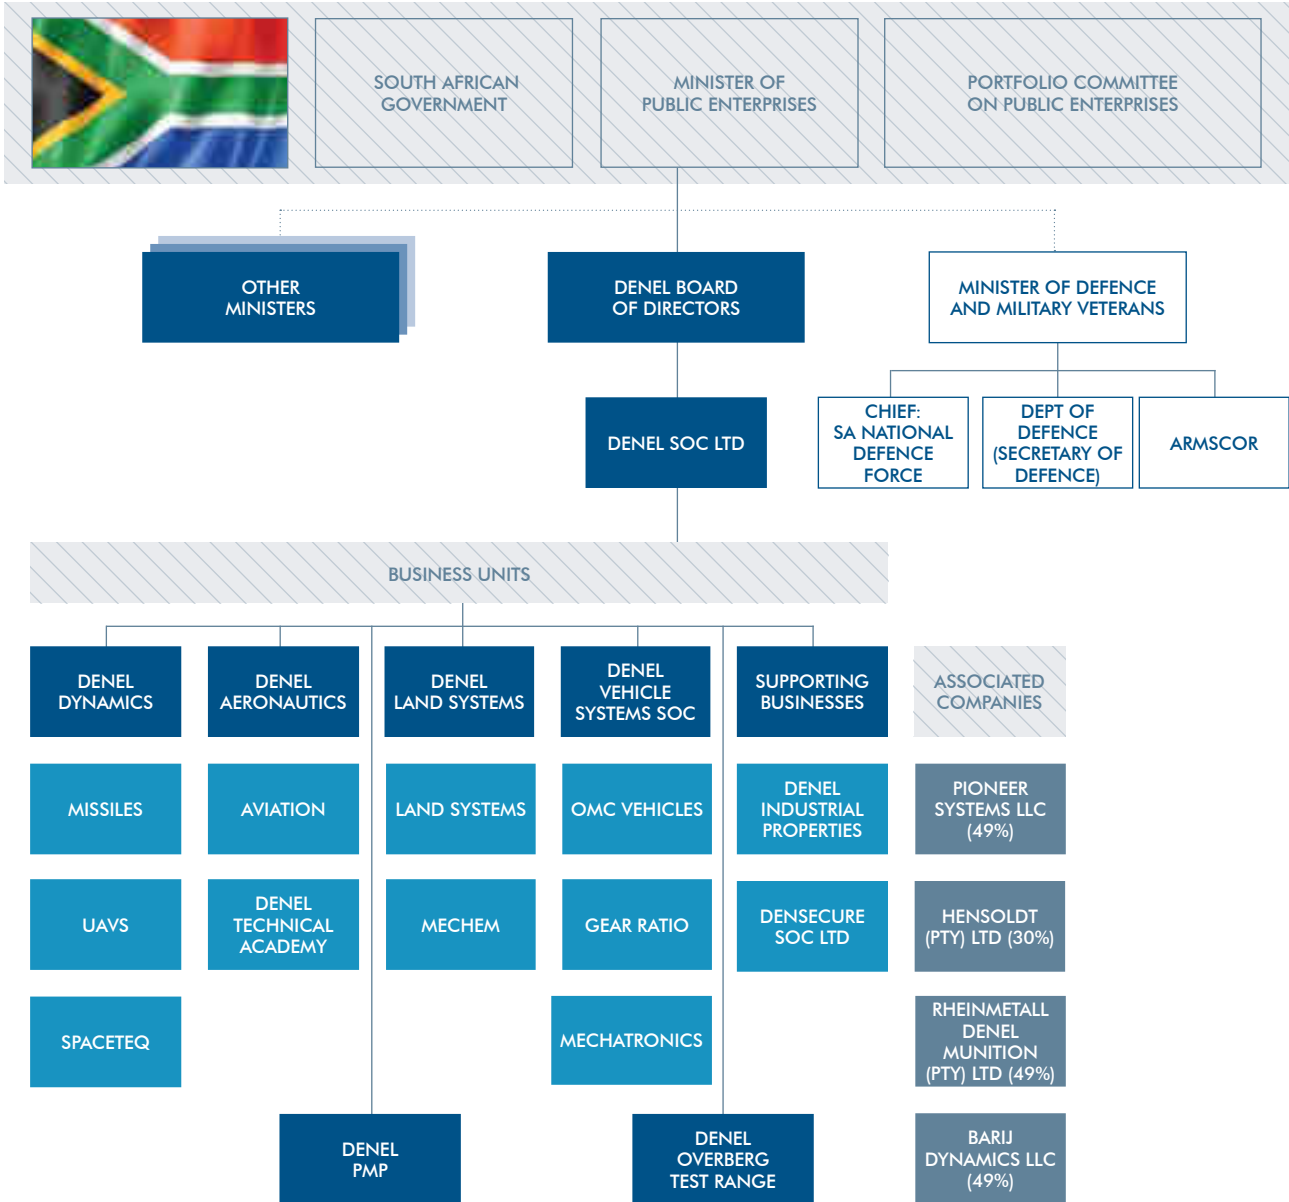 SOUTH AFRICAN
GOVERNMENT
MINISTER OF
PUBLIC ENTERPRISES
PORTFOLIO COMMITTEE
ON PUBLIC ENTERPRISES
OTHER
MINISTERS
DENEL BOARD
OF DIRECTORS
MINISTER OF DEFENCE
AND MILITARY VETERANS
DENEL SOC LTD
CHIEF:
SA NATIONAL
DEFENCE
FORCE
DEPT OF
DEFENCE
(SECRETARY OF
DEFENCE)
ARMSCOR
BUSINESS UNITS
DENEL
DYNAMICS
DENEL
AERONAUTICS
DENEL
LAND SYSTEMS
DENEL
VEHICLE
SYSTEMS SOC
SUPPORTING
BUSINESSES
ASSOCIATED
COMPANIES
MISSILES
AVIATION
LAND SYSTEMS
OMC VEHICLES
DENEL
INDUSTRIAL
PROPERTIES
PIONEER
SYSTEMS LLC
(49%)
UAVS
DENEL
TECHNICAL
ACADEMY
MECHEM
GEAR RATIO
DENSECURE
SOC LTD
HENSOLDT
(PTY) LTD (30%)
SPACETEQ
MECHATRONICS
RHEINMETALL
DENEL
MUNITION
(PTY) LTD (49%)
DENEL
PMP
DENEL
OVERBERG
TEST RANGE
BARIJ
DYNAMICS LLC
(49%)